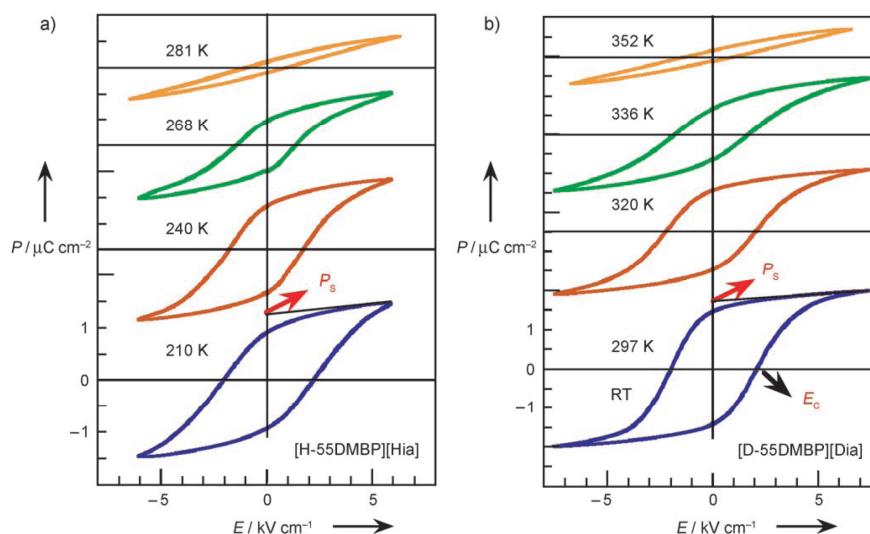 a)
281 K
268 K
240 K
P / μC cm⁻²
Pₛ
1
210 K
0
−1
[H-55DMBP][Hia]
−5 0 5
E / kV cm⁻¹
b)
352 K
336 K
320 K
P / μC cm⁻²
Pₛ
1
297 K
0
RT
E꜀
−1
[D-55DMBP][Dia]
−5 0 5
E / kV cm⁻¹